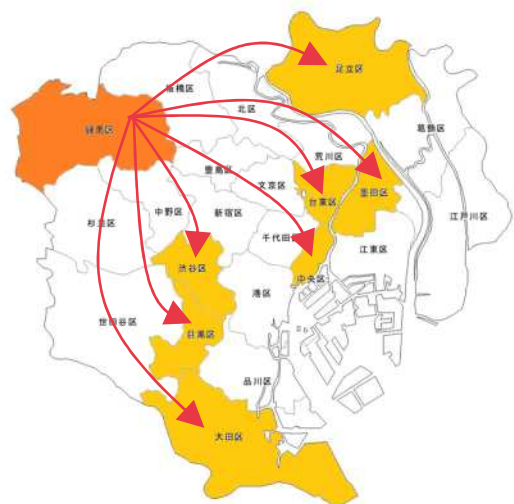 足立区
板橋区
北区
葛飾区
練馬区
荒川区
豊島区
文京区
墨田区
台東区
杉並区
中野区
新宿区
江戸川区
千代田区
江東区
渋谷区
中央区
港区
世田谷区
目黒区
品川区
大田区